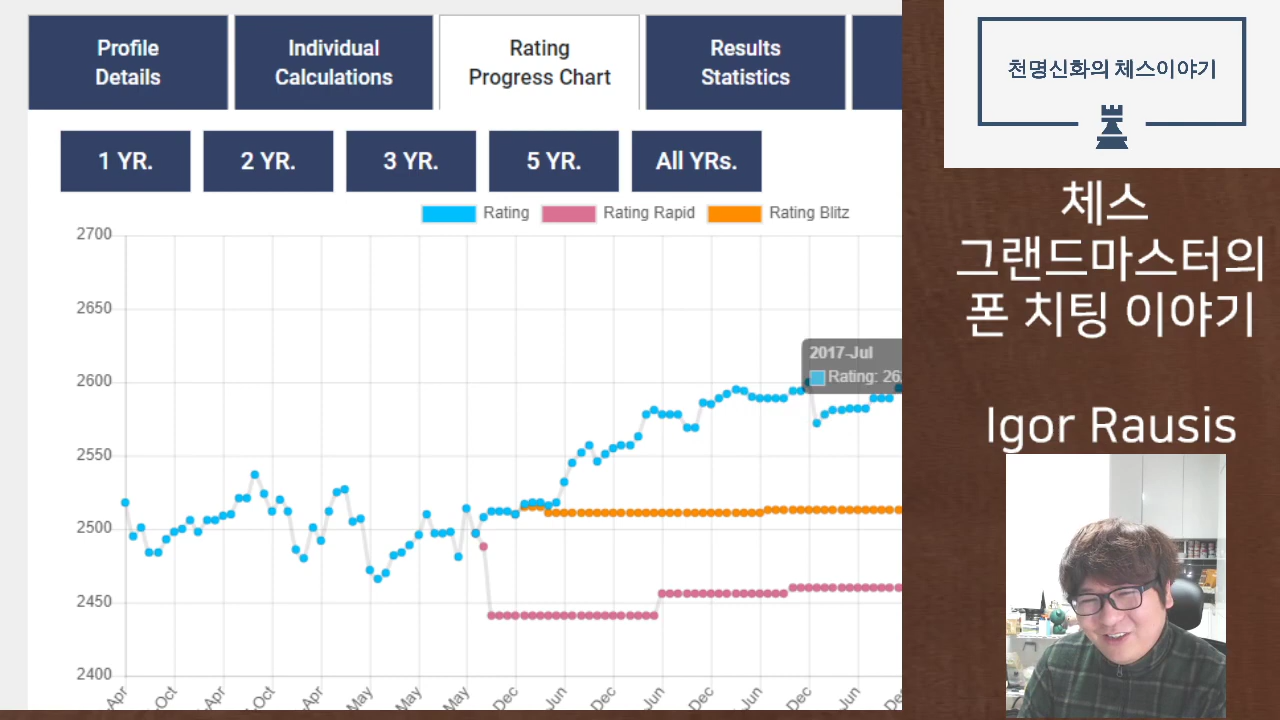 Profile
Details
Individual
Calculations
Rating
Progress Chart
Results
Statistics
1 YR.
2 YR.
3 YR.
5 YR.
All YRs.
Rating
Rating Rapid
Rating Blitz
2700
2650
2600
2550
2500
2450
2400
2017-Jul
Rating: 26
Apr
Oct
Apr
Oct
Apr
May
May
May
Dec
Jun
Dec
Jun
Dec
Jun
Dec
Jun
천명신화의 체스이야기
체스
그랜드마스터의
폰 치팅 이야기
Igor Rausis